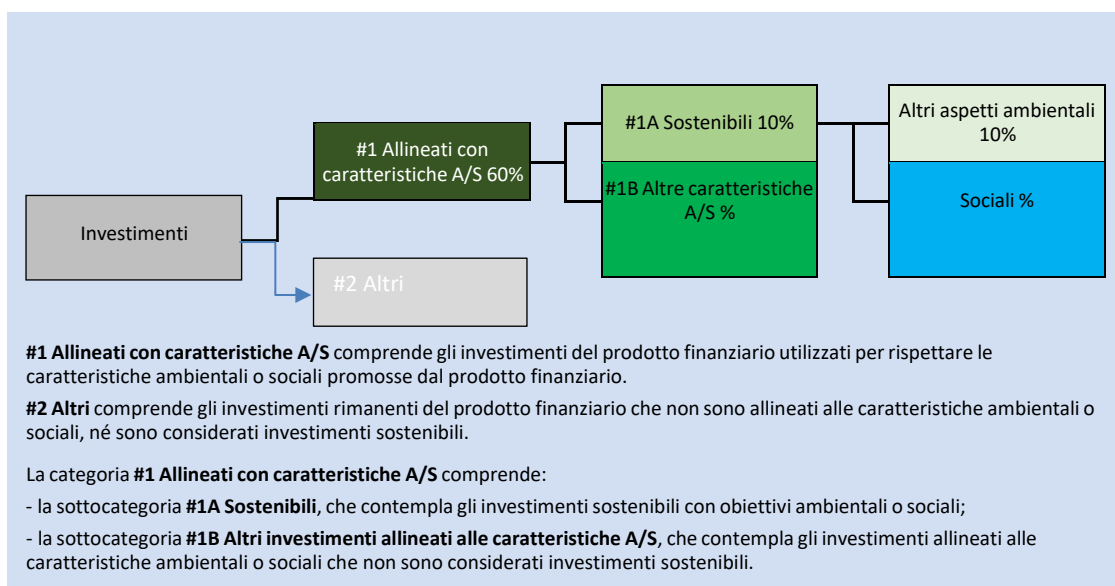 Investimenti
#1 Allineati con
caratteristiche A/S 60%
#2 Altri
#1A Sostenibili 10%
#1B Altre caratteristiche
A/S %
Altri aspetti ambientali
10%
Sociali %
#1 Allineati con caratteristiche A/S comprende gli investimenti del prodotto finanziario utilizzati per rispettare le
caratteristiche ambientali o sociali promosse dal prodotto finanziario.
#2 Altri comprende gli investimenti rimanenti del prodotto finanziario che non sono allineati alle caratteristiche ambientali o
sociali, né sono considerati investimenti sostenibili.
La categoria #1 Allineati con caratteristiche A/S comprende:
- la sottocategoria #1A Sostenibili, che contempla gli investimenti sostenibili con obiettivi ambientali o sociali;
- la sottocategoria #1B Altri investimenti allineati alle caratteristiche A/S, che contempla gli investimenti allineati alle
caratteristiche ambientali o sociali che non sono considerati investimenti sostenibili.